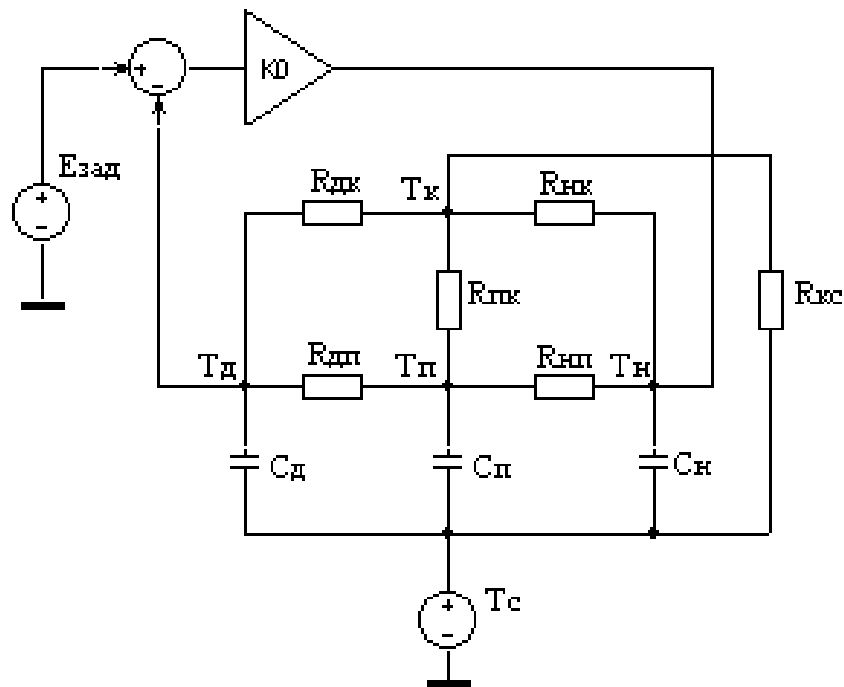 K0
+
-
Eзад
+
-
Rдк
Tк
Rнк
Rпк
Rкс
Tд
Rдп
Tп
Rнп
Tн
Cд
Cп
Cн
+
-
Tс